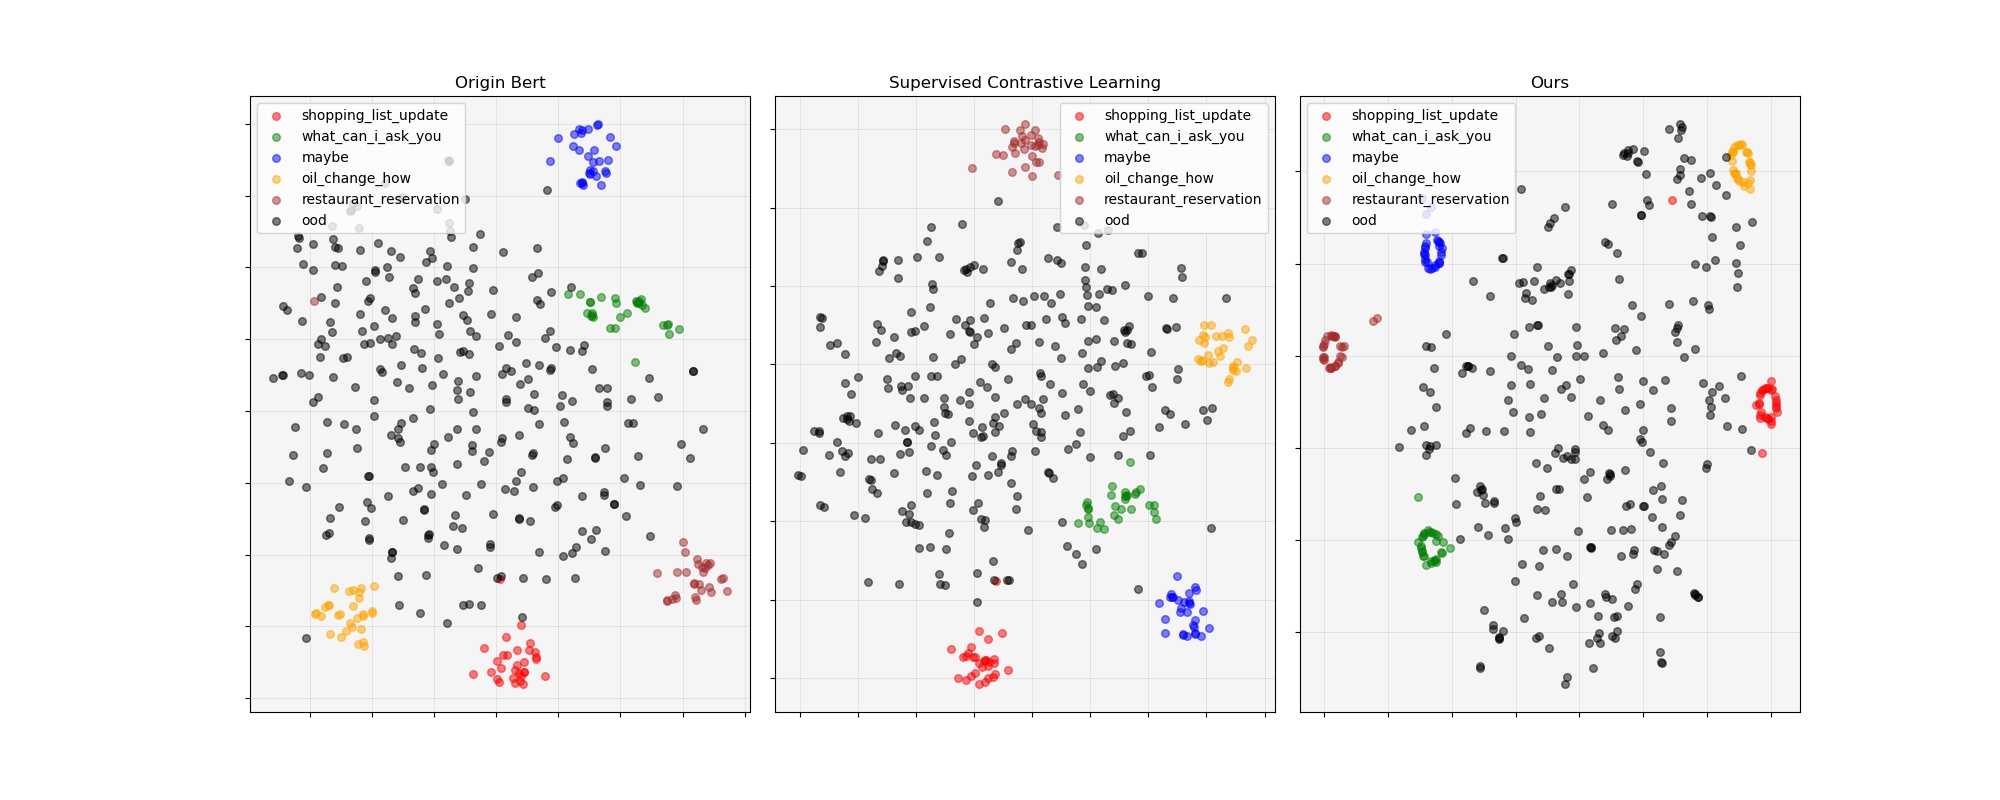 Origin Bert
shopping_list_update
what_can_i_ask_you
maybe
oil_change_how
restaurant_reservation
ood
Supervised Contrastive Learning
shopping_list_update
what_can_i_ask_you
maybe
oil_change_how
restaurant_reservation
ood
Ours
shopping_list_update
what_can_i_ask_you
maybe
oil_change_how
restaurant_reservation
ood